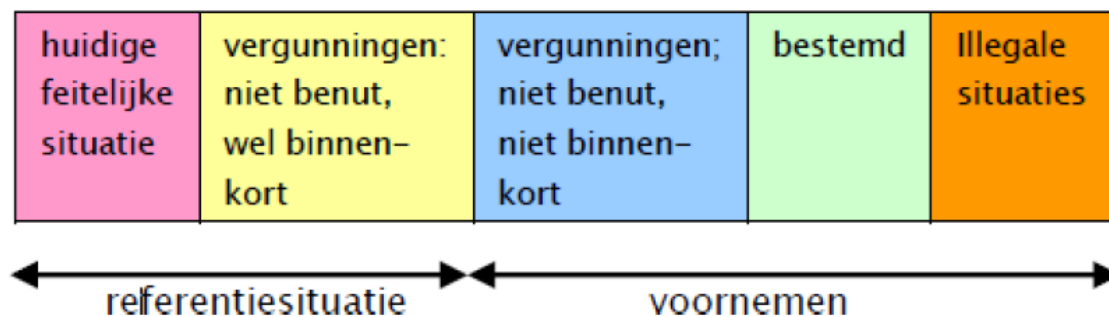 huidige
feitelijke
situatie
vergunningen:
niet benut,
wel binnen-
kort
vergunningen;
niet benut,
niet binnen-
kort
bestemd
Illegale
situaties
referentiesituatie
voornemen